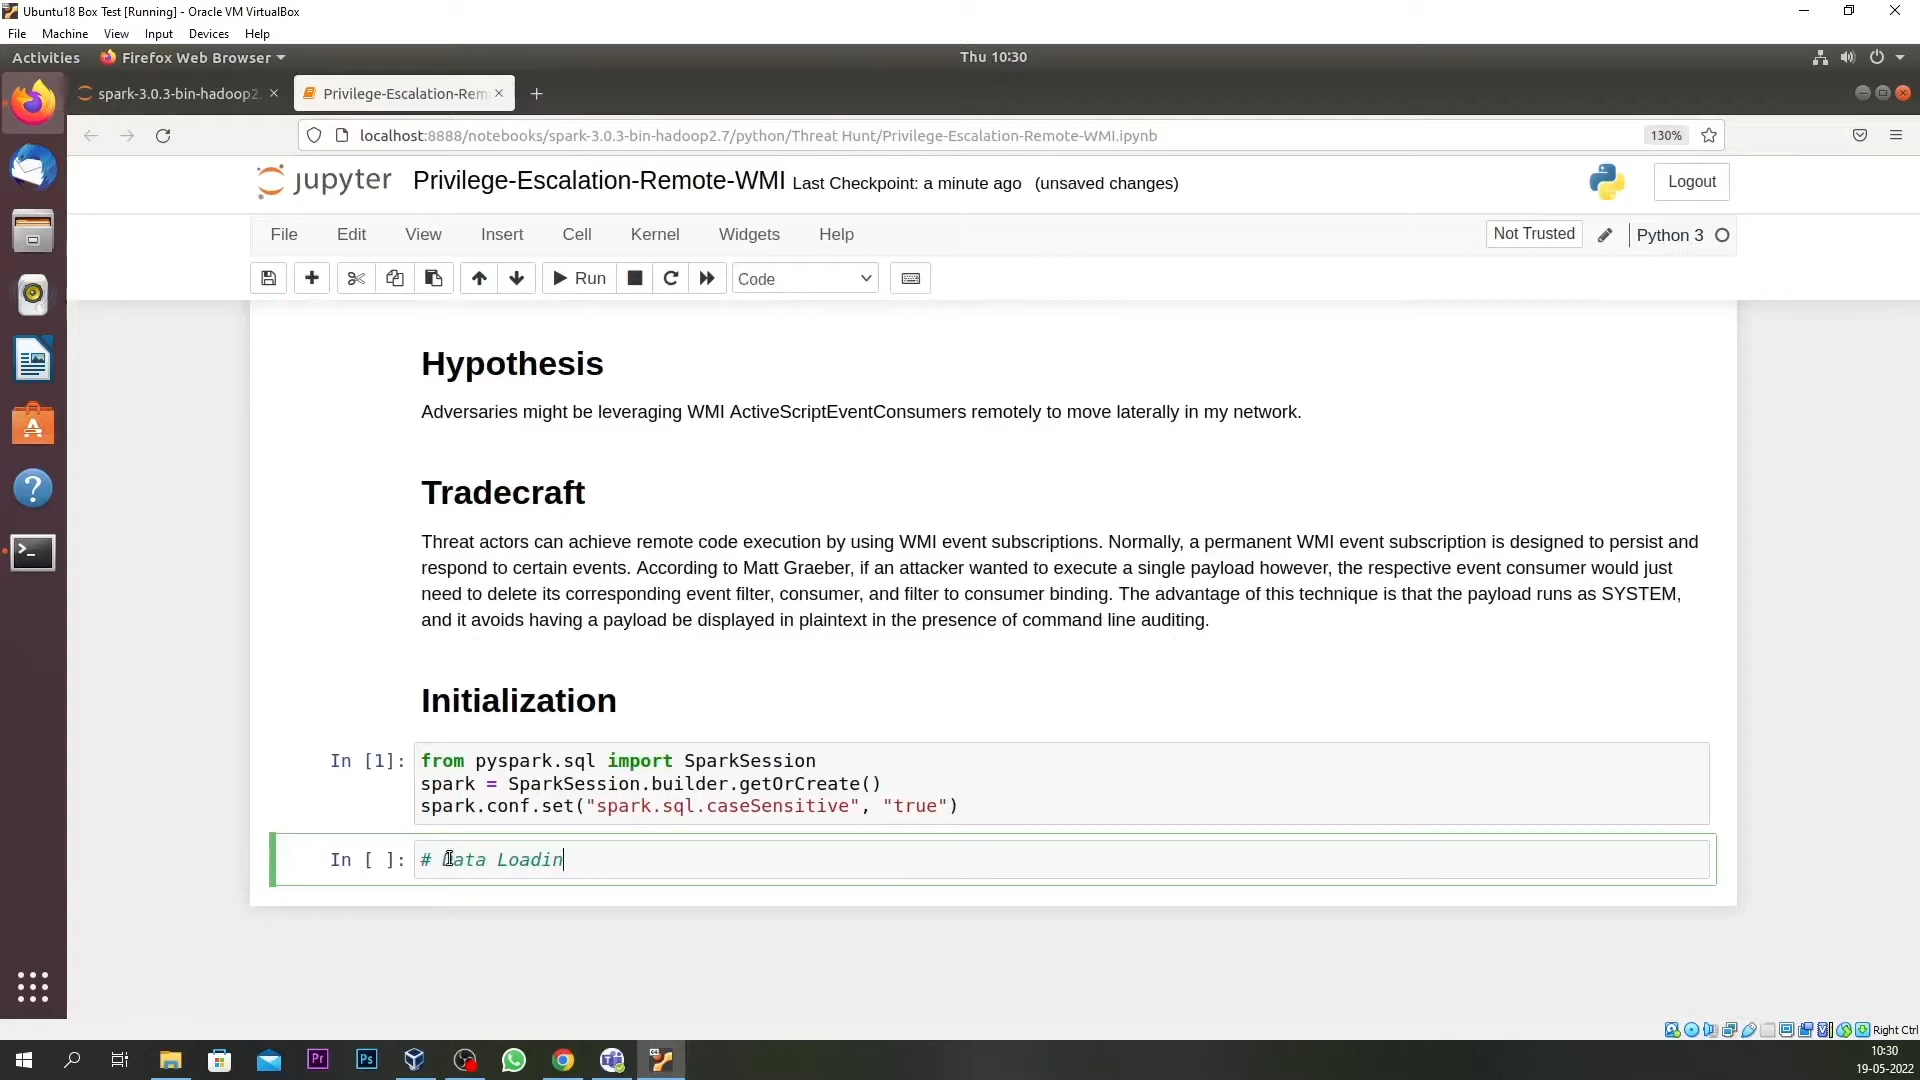 Ubuntu18 Box Test [Running] - Oracle VM VirtualBox
File Machine View Input Devices Help
Activities Firefox Web Browser Thu 10:30
spark-3.0.3-bin-hadoop2. Privilege-Escalation-Rem
localhost:8888/notebooks/spark-3.0.3-bin-hadoop2.7/python/Threat Hunt/Privilege-Escalation-Remote-WMI.ipynb 130%
jupyter Privilege-Escalation-Remote-WMI Last Checkpoint: a minute ago (unsaved changes) Logout
File Edit View Insert Cell Kernel Widgets Help Not Trusted Python 3
Run Code
Hypothesis
Adversaries might be leveraging WMI ActiveScriptEventConsumers remotely to move laterally in my network.
Tradecraft
Threat actors can achieve remote code execution by using WMI event subscriptions. Normally, a permanent WMI event subscription is designed to persist and
respond to certain events. According to Matt Graeber, if an attacker wanted to execute a single payload however, the respective event consumer would just
need to delete its corresponding event filter, consumer, and filter to consumer binding. The advantage of this technique is that the payload runs as SYSTEM,
and it avoids having a payload be displayed in plaintext in the presence of command line auditing.
Initialization
In [1]: from pyspark.sql import SparkSession
spark = SparkSession.builder.getOrCreate()
spark.conf.set("spark.sql.caseSensitive", "true")
In [ ]: # Data Loadin
Right Ctrl
Pr Ps 10:30
19-05-2022